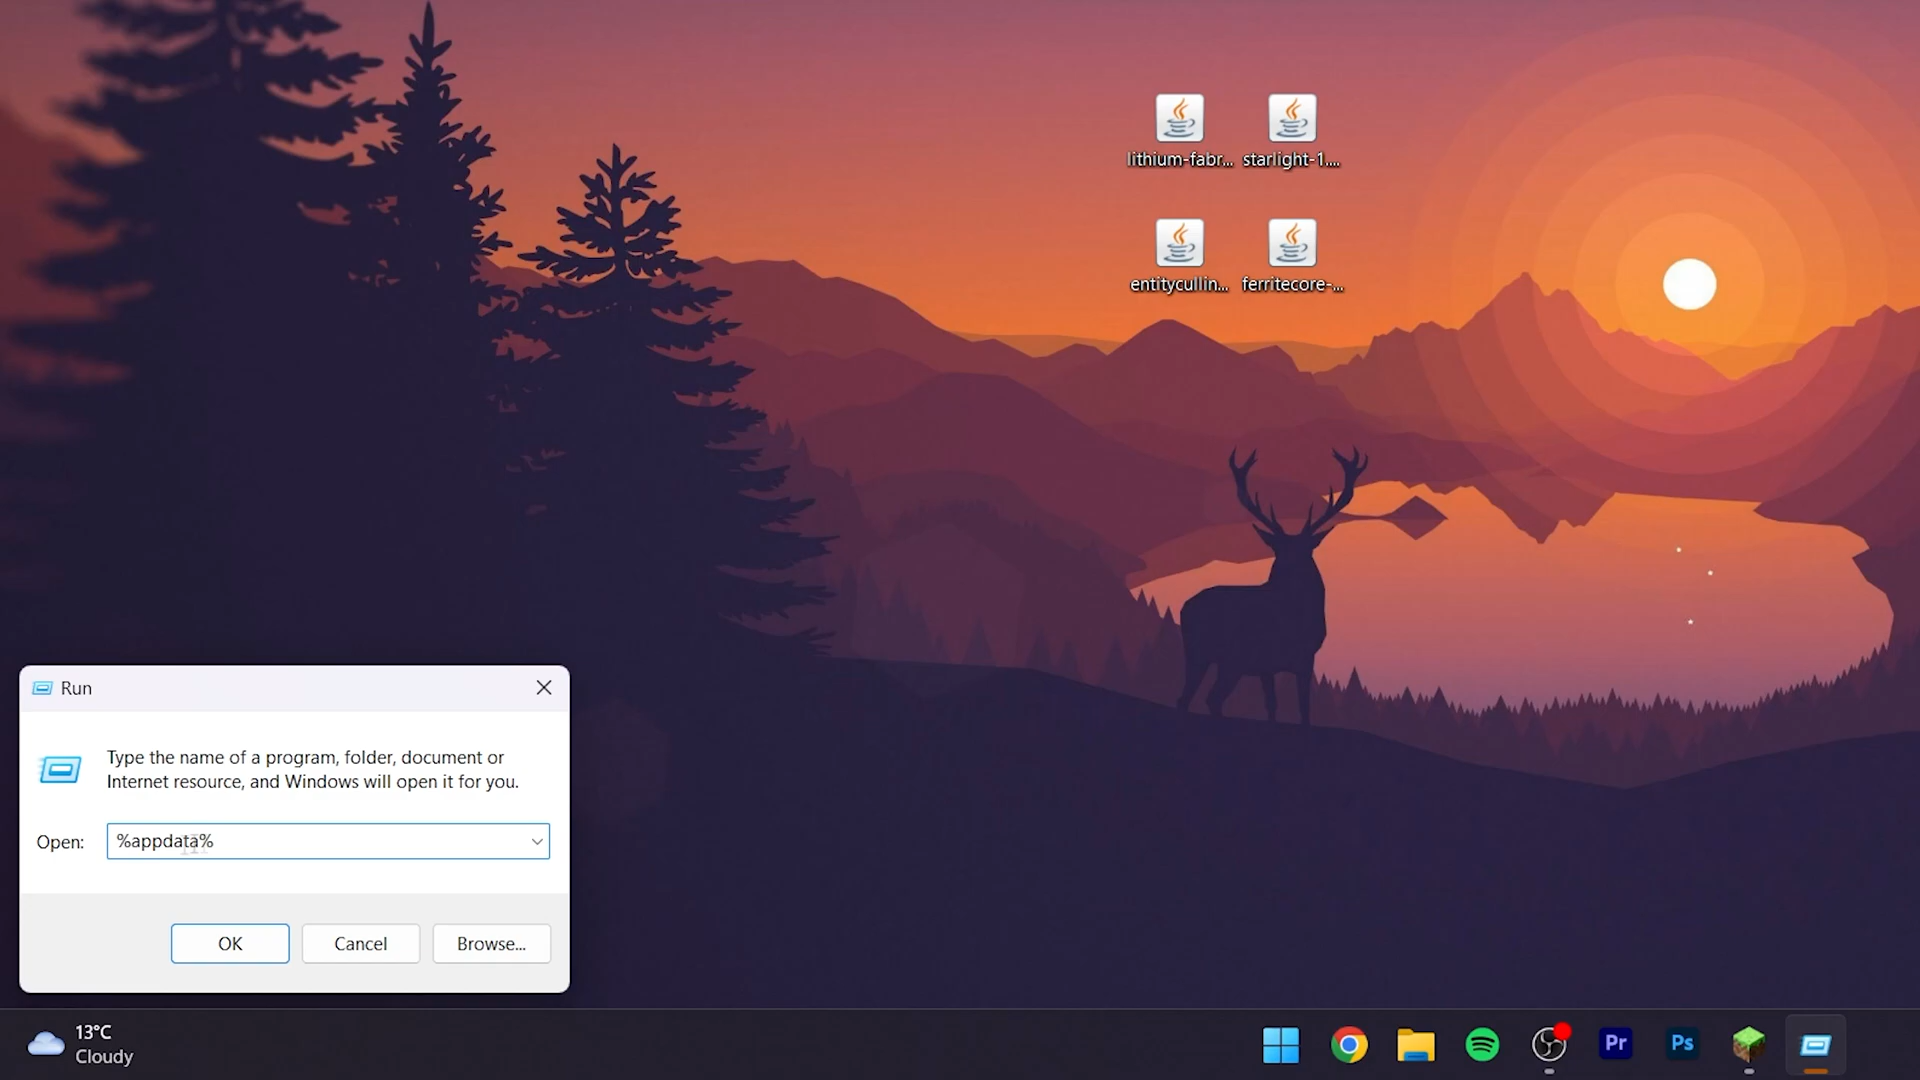 lithium-fabr...
starlight-1....
entitycullin...
ferritecore-...
Run
Type the name of a program, folder, document or
Internet resource, and Windows will open it for you.
Open:
%appdata%
OK
Cancel
Browse...
13°C
Cloudy
Pr
Ps